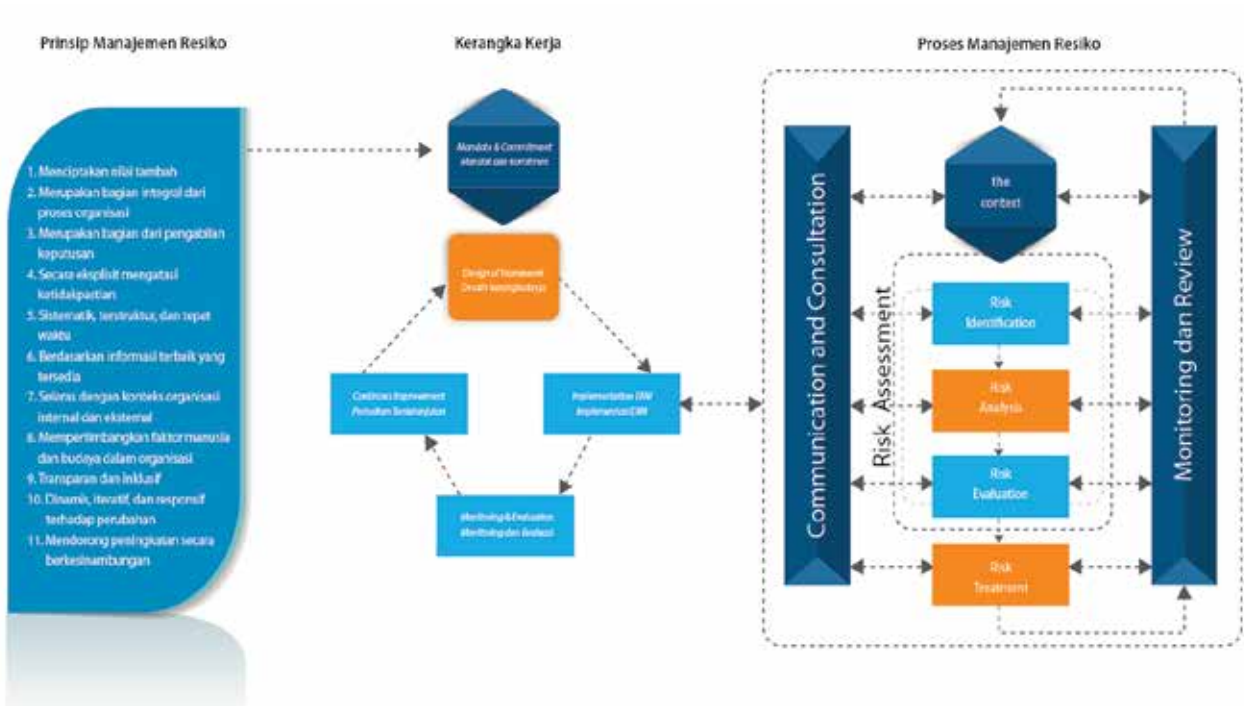 Prinsip Manajemen Resiko
1. Menciptakan nilai tambah
2. Merupakan bagian integral dari
proses organisasi
3. Merupakan bagian dari pengabilan
keputusan
4. Secara eksplisit mengatasi
ketidakpastian
5. Sistematik, terstruktur, dan tepat
waktu
6. Berdasarkan informasi terbaik yang
tersedia
7. Selaras dengan konteks organisasi
internal dan eksternal
8. Mempertimbangkan faktor manusia
dan budaya dalam organisasi
9. Transparan dan inklusif
10. Dinamis, iteratif, dan responsif
terhadap perubahan
11. Mendorong peningkatan secara
berkesinambungan
Kerangka Kerja
Mandate & Commitment
Design of framework
Implementation ERM
Implementasi ERM
Monitoring & Evaluation
Monitoring dan Evaluasi
Continous Improvement
Perbaikan Berkelanjutan
Proses Manajemen Resiko
Communication and Consultation
the
context
Risk Assessment
Risk
Identification
Risk
Analysis
Risk
Evaluation
Risk
Treatment
Monitoring dan Review